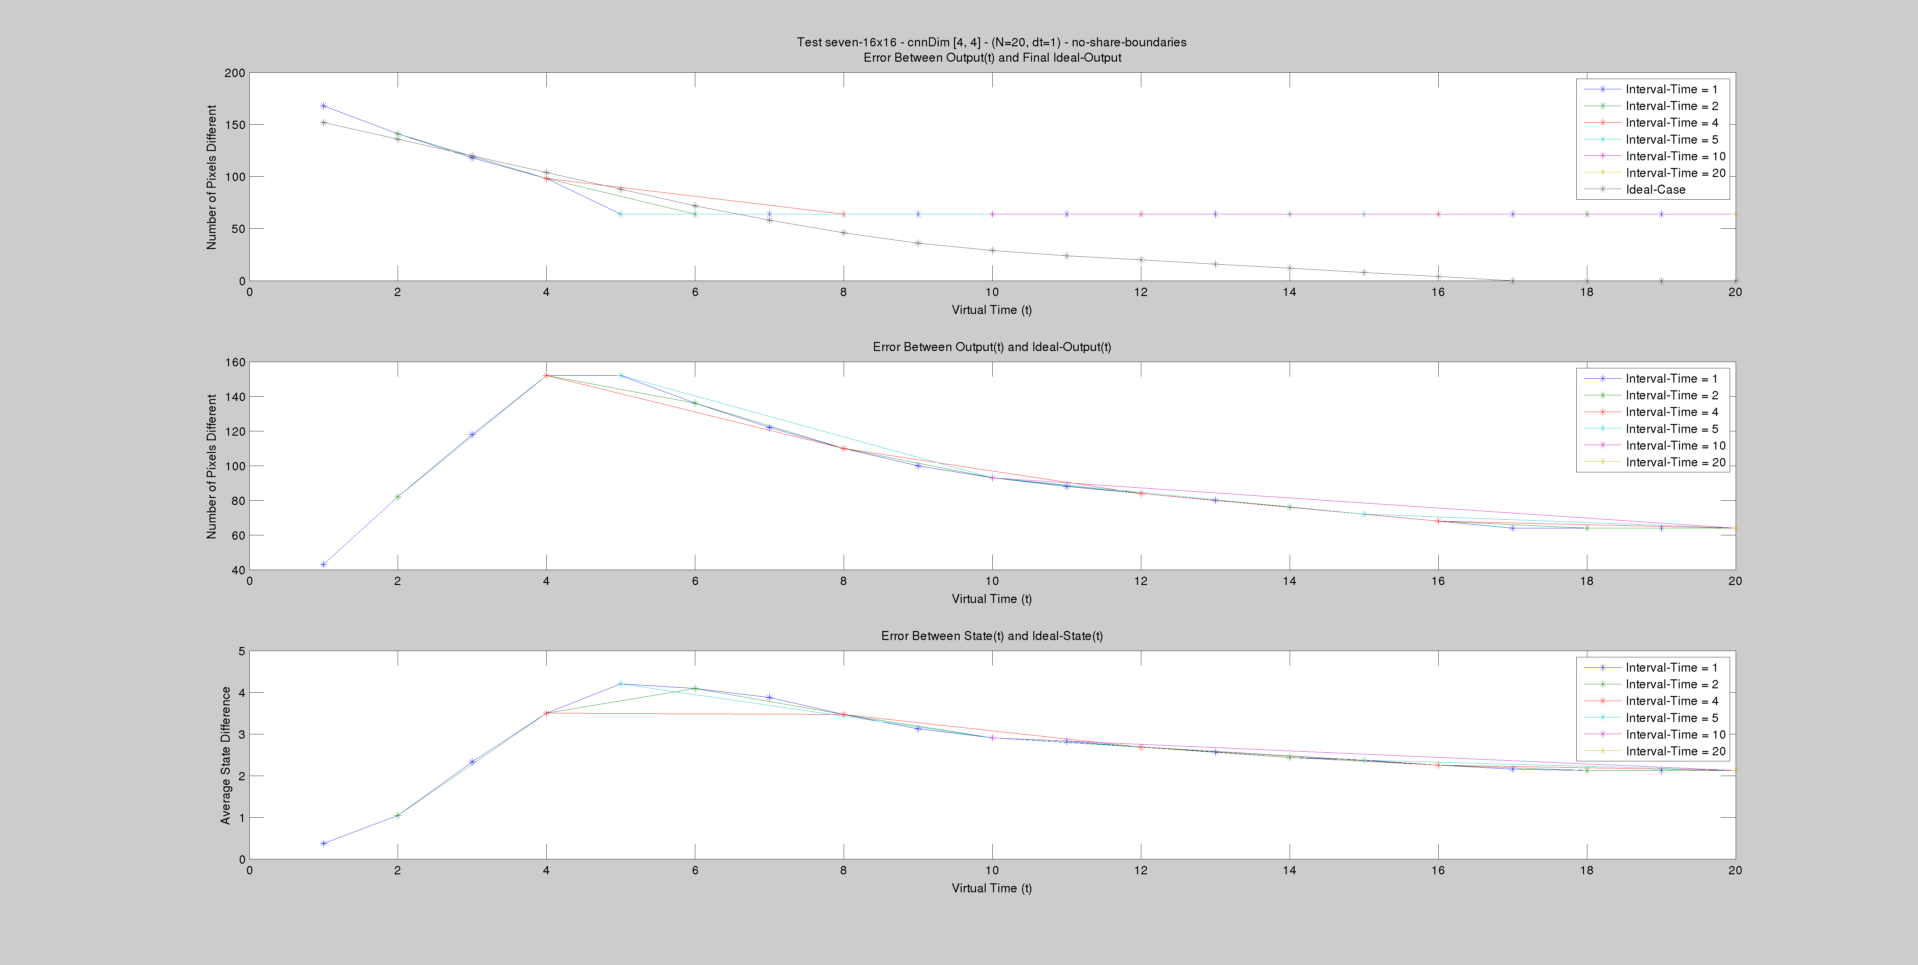 Test seven-16x16 - cnnDim [4, 4] - (N=20, dt=1) - no-share-boundaries
Error Between Output(t) and Final Ideal-Output
Number of Pixels Different
200
150
100
50
0
0 2 4 6 8 10 12 14 16 18 20
Virtual Time (t)
Interval-Time = 1
Interval-Time = 2
Interval-Time = 4
Interval-Time = 5
Interval-Time = 10
Interval-Time = 20
Ideal-Case
Error Between Output(t) and Ideal-Output(t)
Number of Pixels Different
160
140
120
100
80
60
40
0 2 4 6 8 10 12 14 16 18 20
Virtual Time (t)
Interval-Time = 1
Interval-Time = 2
Interval-Time = 4
Interval-Time = 5
Interval-Time = 10
Interval-Time = 20
Error Between State(t) and Ideal-State(t)
Average State Difference
5
4
3
2
1
0
0 2 4 6 8 10 12 14 16 18 20
Virtual Time (t)
Interval-Time = 1
Interval-Time = 2
Interval-Time = 4
Interval-Time = 5
Interval-Time = 10
Interval-Time = 20